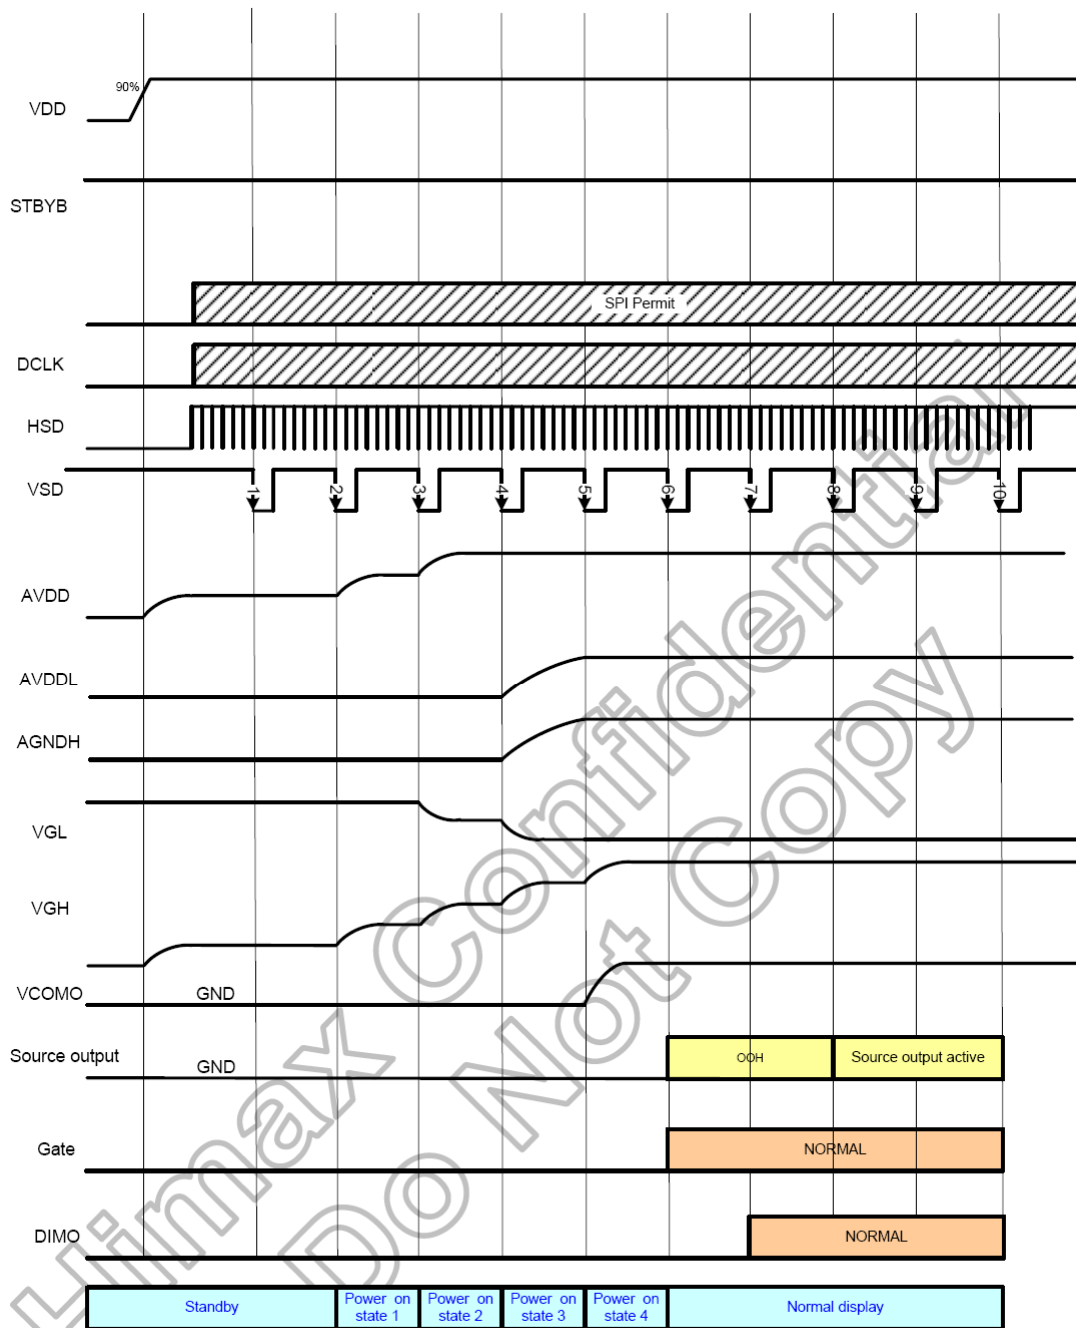 90%
VDD
STBYB
SPI Permit
DCLK
HSD
VSD
1 2 3 4 5 6 7 8 9 10
AVDD
AVDDL
AGNDH
VGL
VGH
VCOMO
GND
Source output
GND
OOH
Source output active
Gate
NORMAL
DIMO
NORMAL
Standby
Power on
state 1
Power on
state 2
Power on
state 3
Power on
state 4
Normal display
Himax Confidential
Do Not Copy